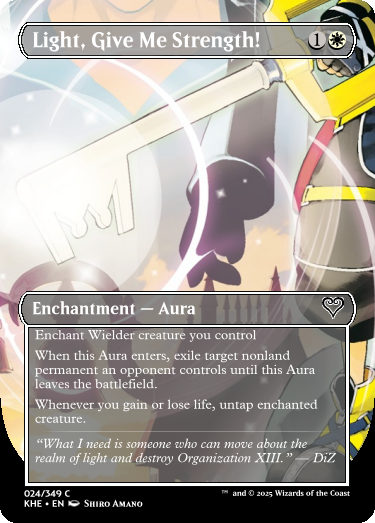 Light, Give Me Strength! 1
Enchantment — Aura
Enchant Wielder creature you control
When this Aura enters, exile target nonland
permanent an opponent controls until this Aura
leaves the battlefield.
Whenever you gain or lose life, untap enchanted
creature.
“What I need is someone who can move about the
realm of light and destroy Organization XIII.” — DiZ
024/349 C
KHE • EN Shiro Amano
™ and © 2025 Wizards of the Coast